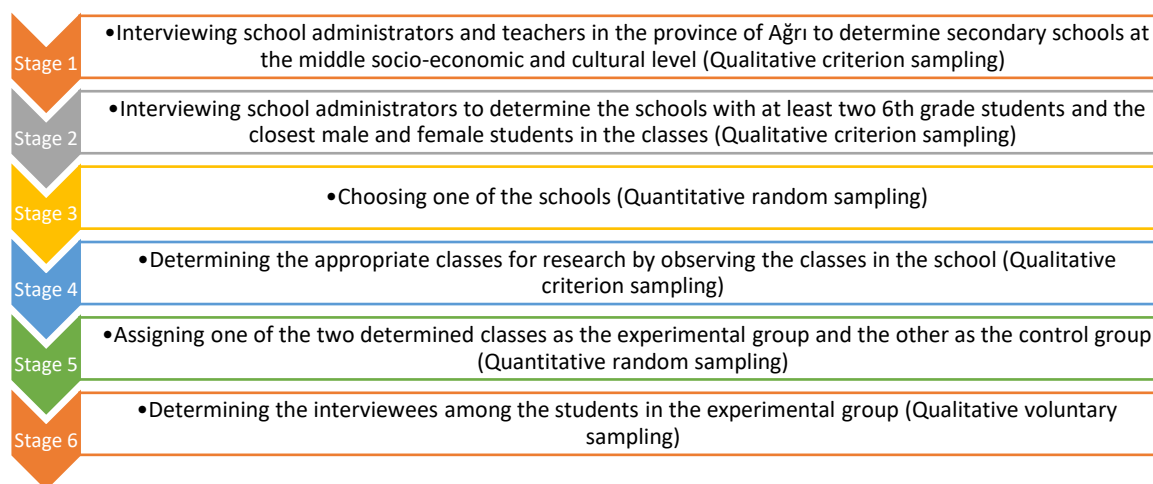 Stage 1
•Interviewing school administrators and teachers in the province of Ağrı to determine secondary schools at
the middle socio-economic and cultural level (Qualitative criterion sampling)
Stage 2
•Interviewing school administrators to determine the schools with at least two 6th grade students and the
closest male and female students in the classes (Qualitative criterion sampling)
Stage 3
•Choosing one of the schools (Quantitative random sampling)
Stage 4
•Determining the appropriate classes for research by observing the classes in the school (Qualitative
criterion sampling)
Stage 5
•Assigning one of the two determined classes as the experimental group and the other as the control group
(Quantitative random sampling)
Stage 6
•Determining the interviewees among the students in the experimental group (Qualitative voluntary
sampling)